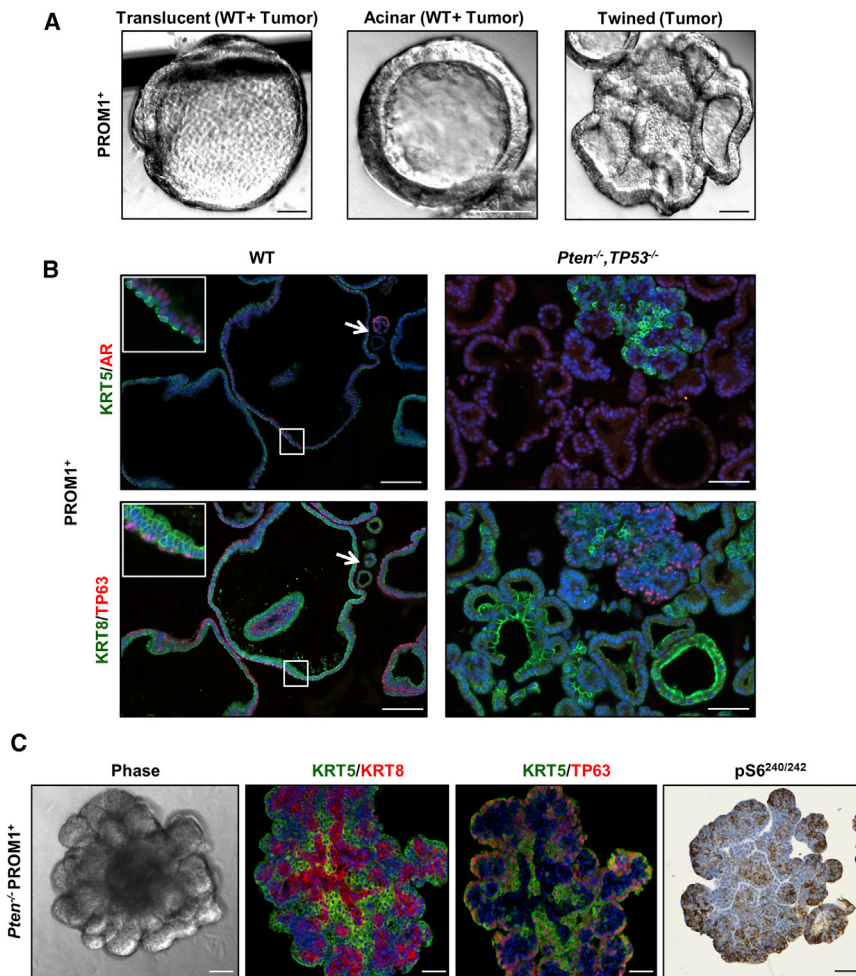 A
Translucent (WT+ Tumor)
Acinar (WT+ Tumor)
Twined (Tumor)
PROM1+
B
WT
Pten-/-,TP53-/-
KRT5/AR
KRT8/TP63
PROM1+
C
Phase
KRT5/KRT8
KRT5/TP63
pS6240/242
Pten-/- PROM1+